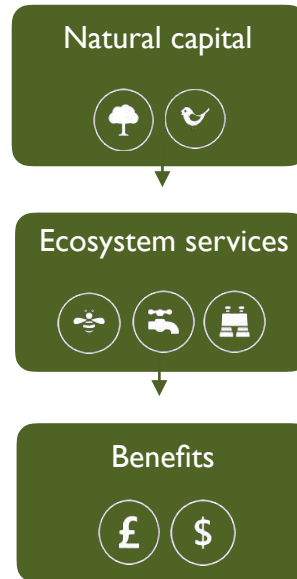 Natural capital
Ecosystem services
Benefits
£ $